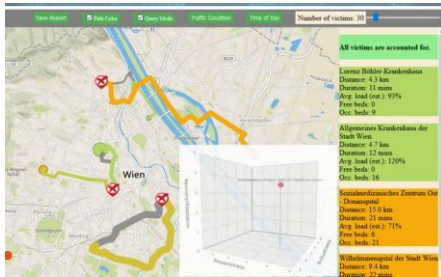 Save Report
Path Color
Query Mode
Traffic Condition
Time of Day
Number of victims: 30
All victims are accounted for.
Lorenz Böhler-Krankenhaus
Distance: 4.3 km
Duration: 11 mins
Avg. load (est.): 93%
Free beds: 0
Occ. beds: 9
Allgemeines Krankenhaus der
Stadt Wien
Distance: 4.7 km
Duration: 12 mins
Avg. load (est.): 120%
Free beds: 0
Occ. beds: 16
Sozialmedizinisches Zentrum Ost
- Donauspital
Distance: 15.0 km
Duration: 21 mins
Avg. load (est.): 71%
Free beds: 6
Occ. beds: 21
Wilhelminenspital der Stadt Wien
Distance: 9.4 km
Duration: 22 mins
Wien